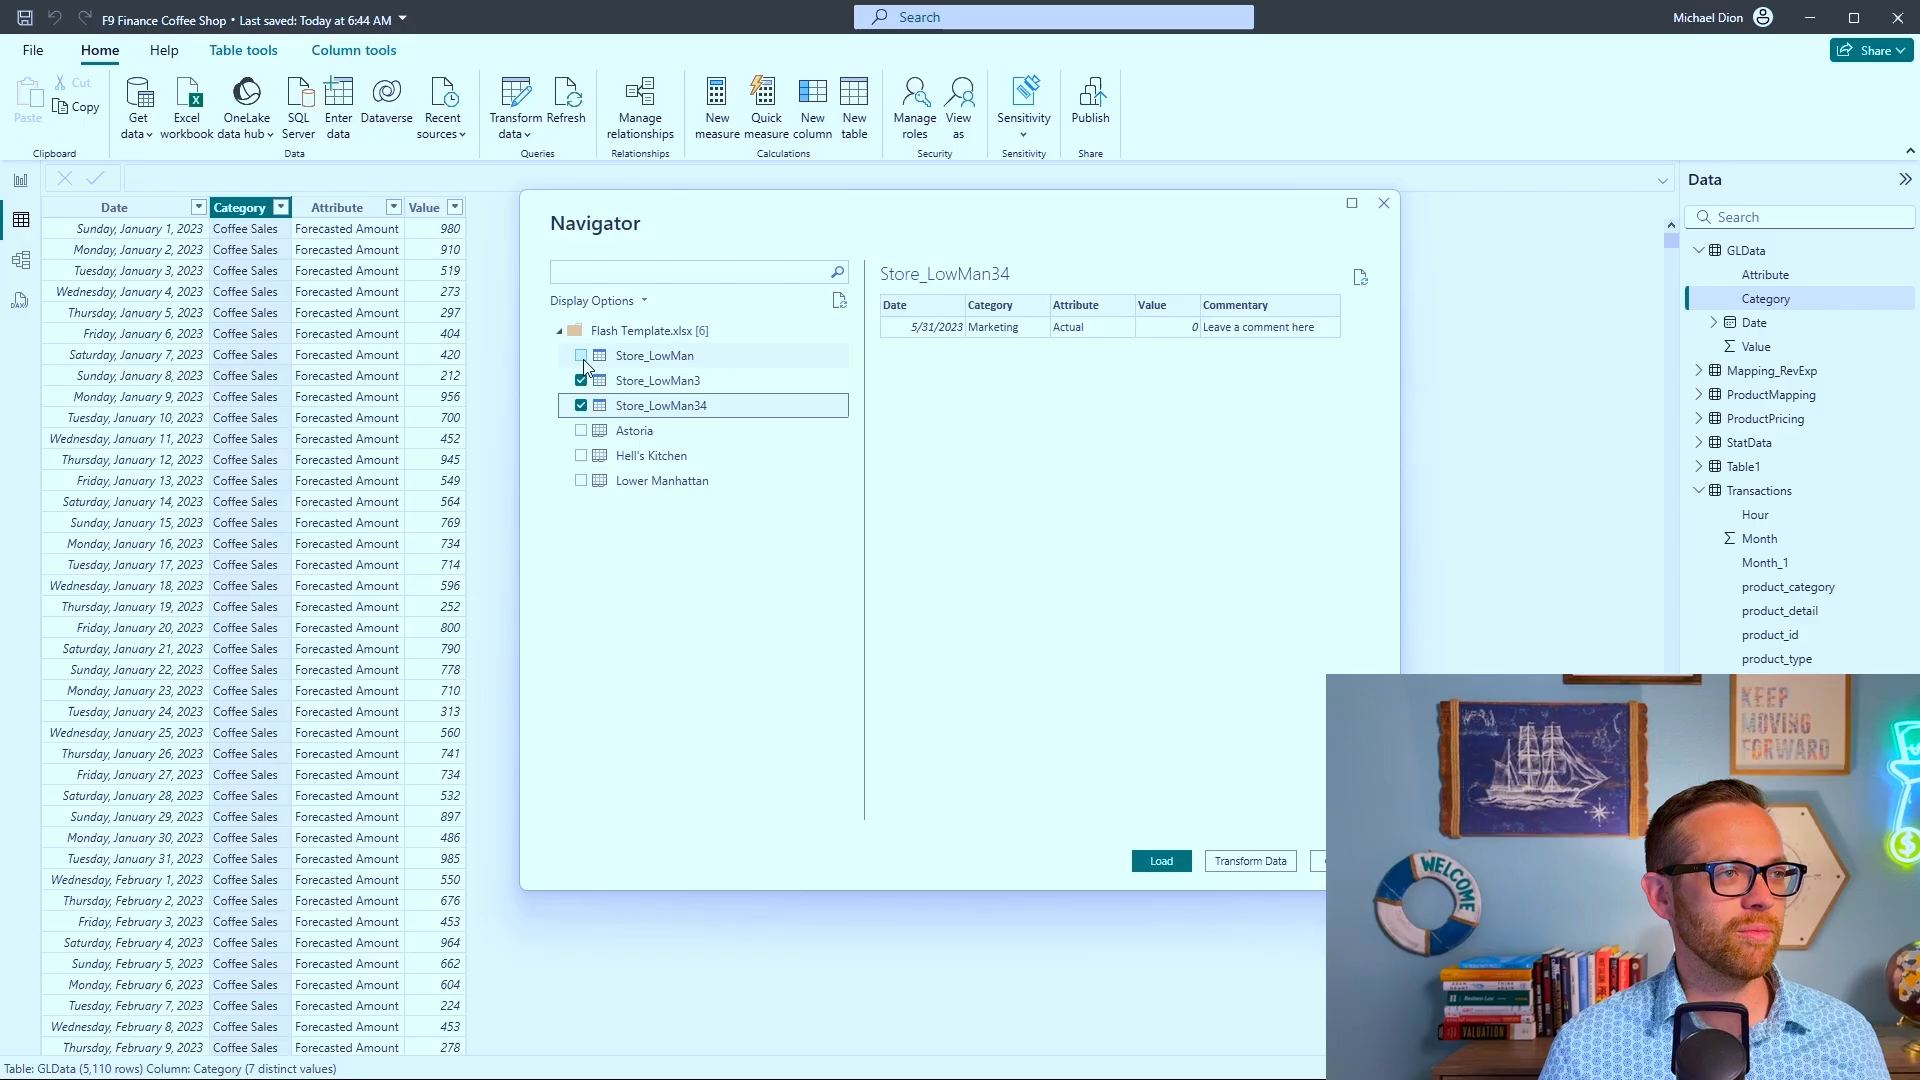 F9 Finance Coffee Shop • Last saved: Today at 6:44 AM
Search
Michael Dion
File
Home
Help
Table tools
Column tools
Share
Paste
Cut
Copy
Get data
Excel workbook
OneLake data hub
SQL Server
Enter data
Dataverse
Recent sources
Transform data
Refresh
Manage relationships
New measure
Quick measure
New column
New table
Manage roles
View as
Sensitivity
Publish
Clipboard
Data
Queries
Relationships
Calculations
Security
Sensitivity
Share
Date Category Attribute Value
Sunday, January 1, 2023 Coffee Sales Forecasted Amount 980
Monday, January 2, 2023 Coffee Sales Forecasted Amount 910
Tuesday, January 3, 2023 Coffee Sales Forecasted Amount 519
Wednesday, January 4, 2023 Coffee Sales Forecasted Amount 273
Thursday, January 5, 2023 Coffee Sales Forecasted Amount 297
Friday, January 6, 2023 Coffee Sales Forecasted Amount 404
Saturday, January 7, 2023 Coffee Sales Forecasted Amount 420
Sunday, January 8, 2023 Coffee Sales Forecasted Amount 212
Monday, January 9, 2023 Coffee Sales Forecasted Amount 956
Tuesday, January 10, 2023 Coffee Sales Forecasted Amount 700
Wednesday, January 11, 2023 Coffee Sales Forecasted Amount 452
Thursday, January 12, 2023 Coffee Sales Forecasted Amount 945
Friday, January 13, 2023 Coffee Sales Forecasted Amount 549
Saturday, January 14, 2023 Coffee Sales Forecasted Amount 564
Sunday, January 15, 2023 Coffee Sales Forecasted Amount 769
Monday, January 16, 2023 Coffee Sales Forecasted Amount 734
Tuesday, January 17, 2023 Coffee Sales Forecasted Amount 714
Wednesday, January 18, 2023 Coffee Sales Forecasted Amount 596
Thursday, January 19, 2023 Coffee Sales Forecasted Amount 252
Friday, January 20, 2023 Coffee Sales Forecasted Amount 800
Saturday, January 21, 2023 Coffee Sales Forecasted Amount 790
Sunday, January 22, 2023 Coffee Sales Forecasted Amount 778
Monday, January 23, 2023 Coffee Sales Forecasted Amount 710
Tuesday, January 24, 2023 Coffee Sales Forecasted Amount 313
Wednesday, January 25, 2023 Coffee Sales Forecasted Amount 560
Thursday, January 26, 2023 Coffee Sales Forecasted Amount 741
Friday, January 27, 2023 Coffee Sales Forecasted Amount 734
Saturday, January 28, 2023 Coffee Sales Forecasted Amount 532
Sunday, January 29, 2023 Coffee Sales Forecasted Amount 897
Monday, January 30, 2023 Coffee Sales Forecasted Amount 486
Tuesday, January 31, 2023 Coffee Sales Forecasted Amount 985
Wednesday, February 1, 2023 Coffee Sales Forecasted Amount 550
Thursday, February 2, 2023 Coffee Sales Forecasted Amount 676
Friday, February 3, 2023 Coffee Sales Forecasted Amount 453
Saturday, February 4, 2023 Coffee Sales Forecasted Amount 964
Sunday, February 5, 2023 Coffee Sales Forecasted Amount 662
Monday, February 6, 2023 Coffee Sales Forecasted Amount 604
Tuesday, February 7, 2023 Coffee Sales Forecasted Amount 224
Wednesday, February 8, 2023 Coffee Sales Forecasted Amount 453
Thursday, February 9, 2023 Coffee Sales Forecasted Amount 278
Table: GLData (5,110 rows) Column: Category (7 distinct values)
Navigator
Display Options
Flash Template.xlsx [6]
Store_LowMan
Store_LowMan3
Store_LowMan34
Astoria
Hell's Kitchen
Lower Manhattan
Store_LowMan34
Date Category Attribute Value Commentary
5/31/2023 Marketing Actual 0 Leave a comment here
Load
Transform Data
Data
Search
GLData
Attribute
Category
Date
Value
Mapping_RevExp
ProductMapping
ProductPricing
StatData
Table1
Transactions
Hour
Month
Month_1
product_category
product_detail
product_id
product_type
KEEP
MOVING
FORWARD
WELCOME
VALUATION